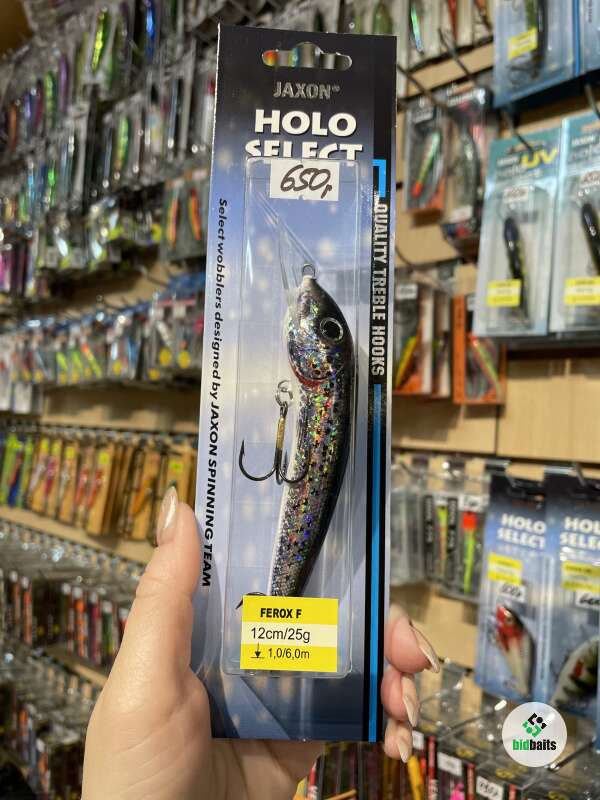 JAXON®
HOLO
SELECT
650р
Select wobblers designed by JAXON SPINNING TEAM
QUALITY TREBLE HOOKS
FEROX F
12cm/25g
1,0/6,0m
UV
HOLO
SELECT
HOLO
SELECT
bidbaits